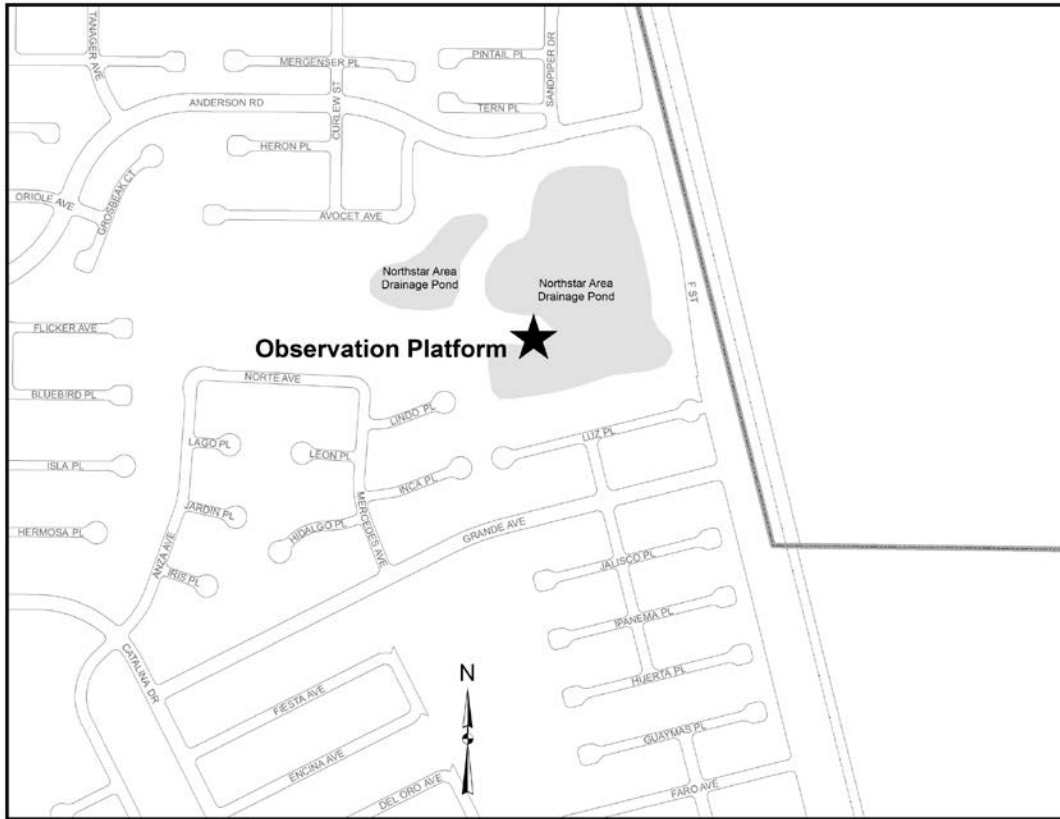 TANAGER AVE
MERGENSER PL
PINTAIL PL
SANDPIPER DR
ANDERSON RD
CURLEW ST
TERN PL
HERON PL
ORIOLE AVE
GROSBEAK CT
AVOCET AVE
Northstar Area
Drainage Pond
Northstar Area
Drainage Pond
F ST
FLICKER AVE
Observation Platform
NORTE AVE
BLUEBIRD PL
LINDO PL
LAGO PL
LEON PL
LUZ PL
ISLA PL
INCA PL
MERCEDES AVE
JARDIN PL
HIDALGO PL
GRANDE AVE
HERMOSA PL
ANZA AVE
IRIS PL
JALISCO PL
IPANEMA PL
CATALINA DR
N
HUERTA PL
FIESTA AVE
GUAYMAS PL
ENCINA AVE
DEL ORO AVE
FARO AVE